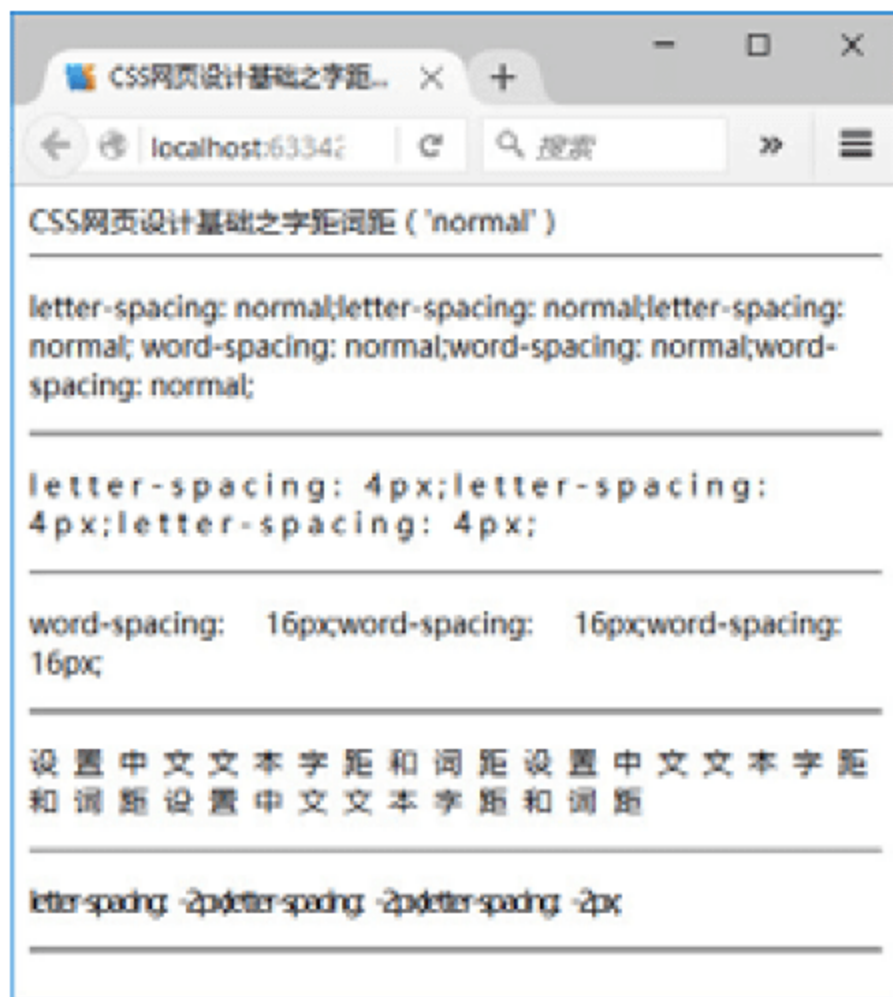 CSS网页设计基础之字距...
localhost:63342
搜索
CSS网页设计基础之字距词距 ( 'normal' )
letter-spacing: normal;letter-spacing: normal;letter-spacing:
normal; word-spacing: normal;word-spacing: normal;word-
spacing: normal;
letter-spacing: 4px;letter-spacing:
4px;letter-spacing: 4px;
word-spacing: 16px;word-spacing: 16px;word-spacing:
16px;
设置中文文本字距和词距设置中文文本字距
和词距设置中文文本字距和词距
letter-spacing: -2px;letter-spacing: -2px;letter-spacing: -2px;